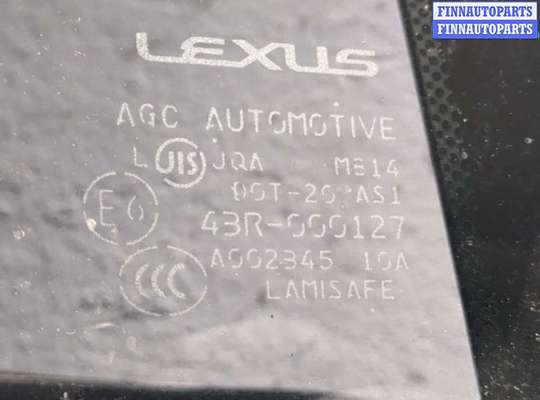 FINNAUTOPARTS
FINNAUTOPARTS
LEXUS
AGC AUTOMOTIVE
L JIS JQA M314
DOT-20 AS1
E6 43R-000127
A002345 10A
CCC LAMISAFE